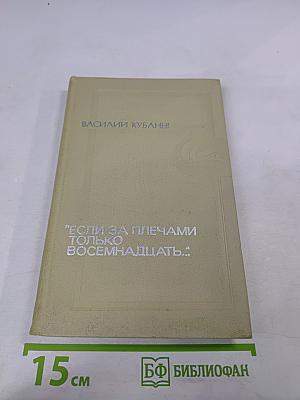 ВАСИЛИЙ КУБАНЕВ
"ЕСЛИ ЗА ПЛЕЧАМИ
ТОЛЬКО
ВОСЕМНАДЦАТЬ..."
15 см
БФ БИБЛИОФАН